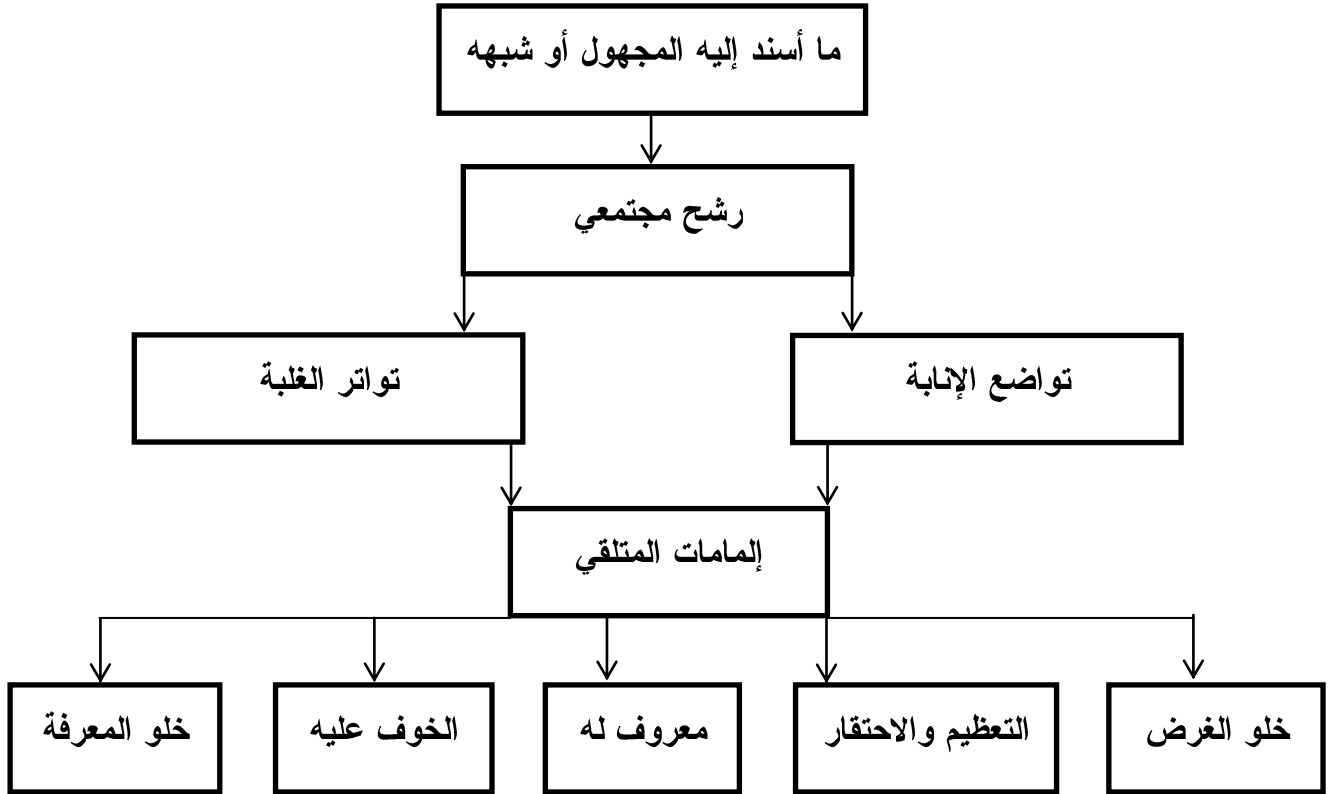 ما أسند إليه المجهول أو شبهه
رشح مجتمعي
تواضع الإنابة
تواتر الغلبة
إلمامات المتلقي
خلو الغرض
التعظيم والاحتقار
معروف له
الخوف عليه
خلو المعرفة